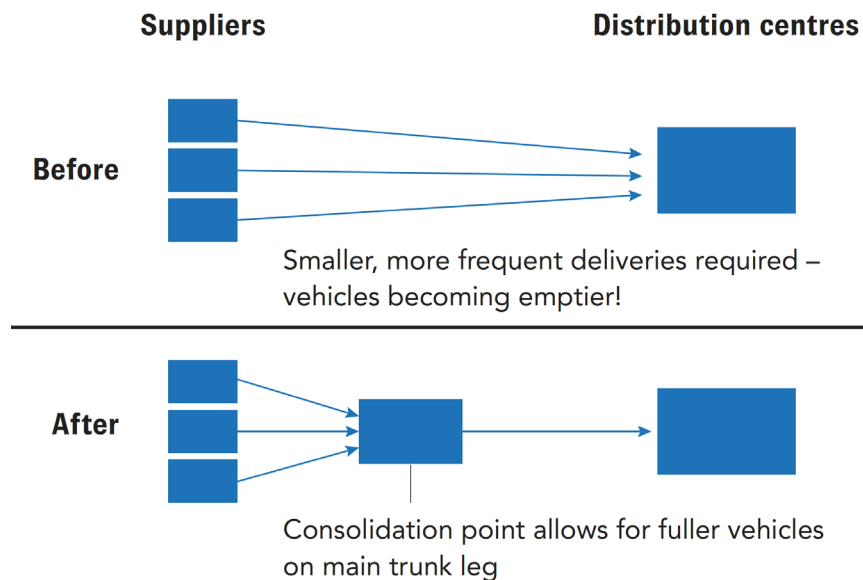 Suppliers
Distribution centres
Before
Smaller, more frequent deliveries required –
vehicles becoming emptier!
After
Consolidation point allows for fuller vehicles
on main trunk leg